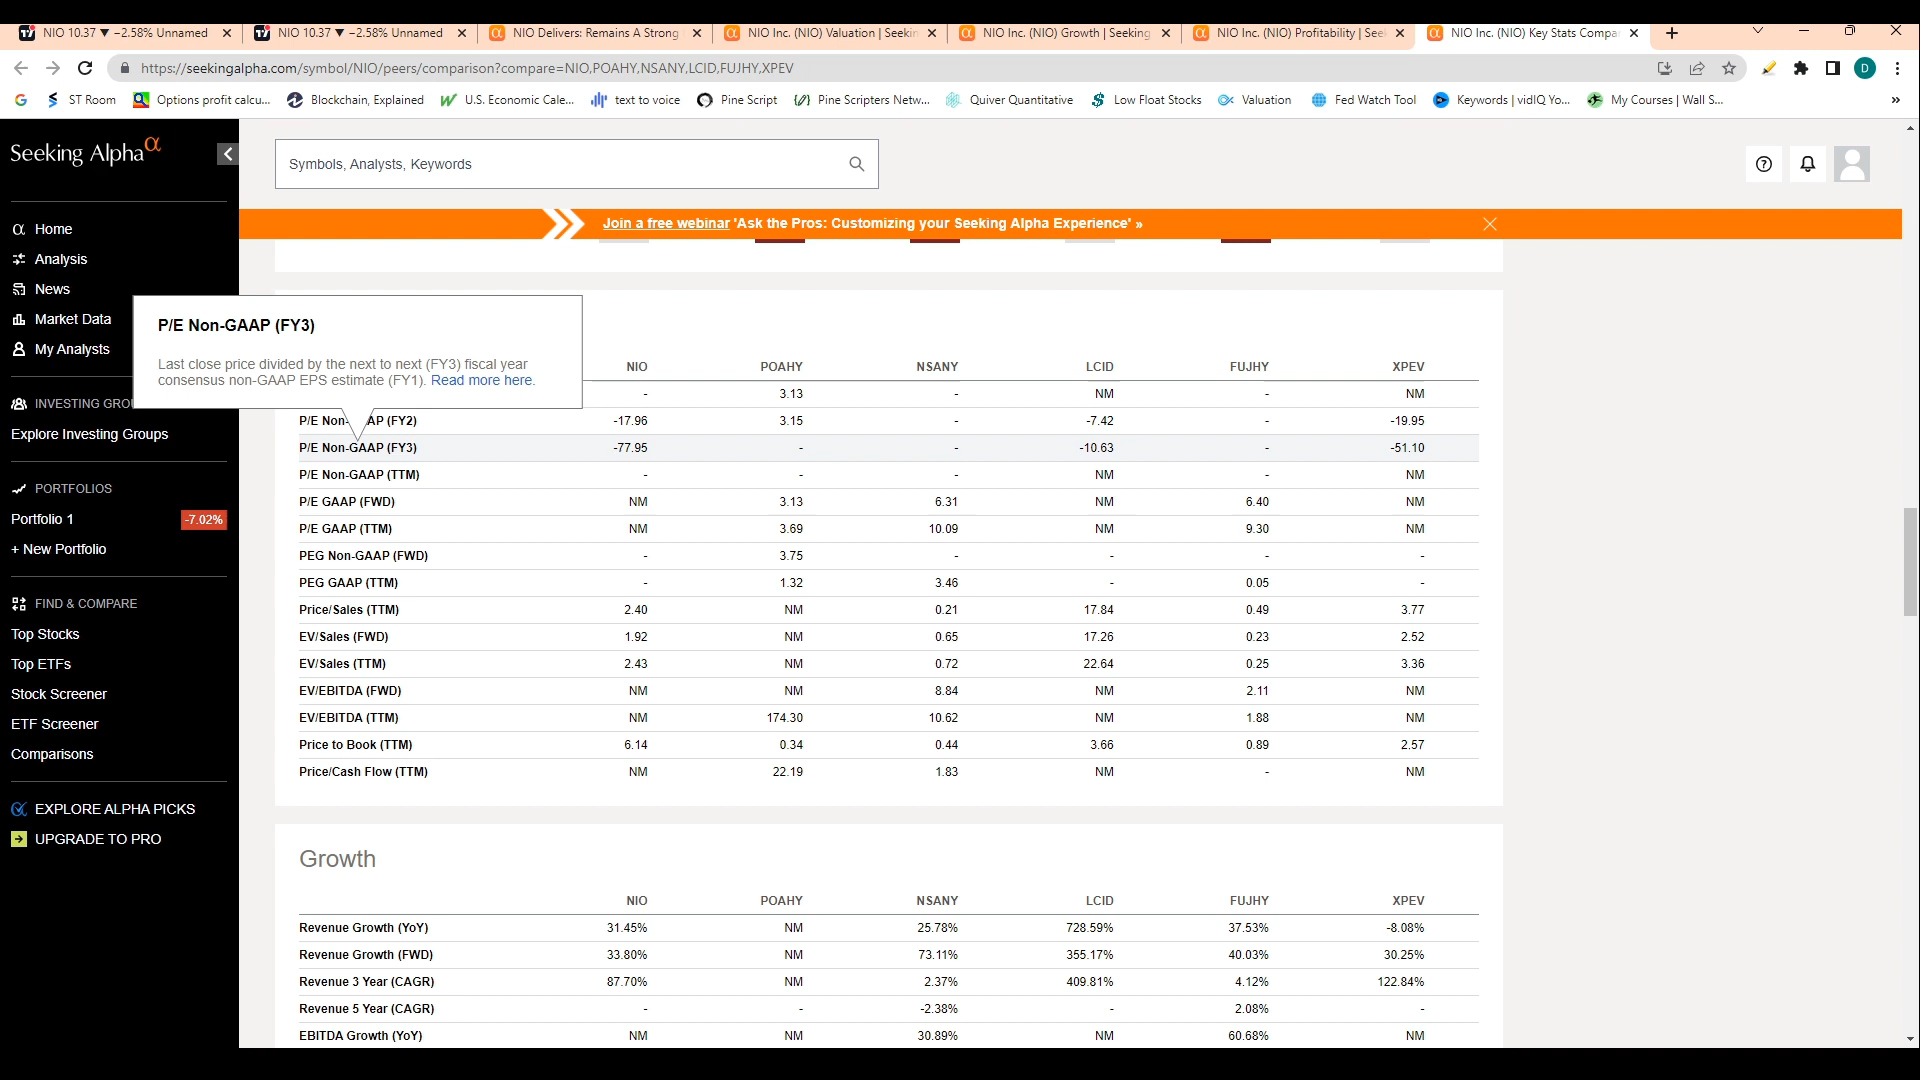 NIO 10.37 ▼ −2.58% Unnamed
NIO 10.37 ▼ −2.58% Unnamed
NIO Delivers: Remains A Strong
NIO Inc. (NIO) Valuation | Seekin
NIO Inc. (NIO) Growth | Seeking
NIO Inc. (NIO) Profitability | See
NIO Inc. (NIO) Key Stats Compa
https://seekingalpha.com/symbol/NIO/peers/comparison?compare=NIO,POAHY,NSANY,LCID,FUJHY,XPEV
D
ST Room
Options profit calcu...
Blockchain, Explained
U.S. Economic Cale...
text to voice
Pine Script
Pine Scripters Netw...
Quiver Quantitative
Low Float Stocks
Valuation
Fed Watch Tool
Keywords | vidIQ Yo...
My Courses | Wall S...
»
Seeking Alpha α
Symbols, Analysts, Keywords
Join a free webinar 'Ask the Pros: Customizing your Seeking Alpha Experience' »
Home
Analysis
News
Market Data
My Analysts
INVESTING GROU
Explore Investing Groups
PORTFOLIOS
Portfolio 1 -7.02%
+ New Portfolio
FIND & COMPARE
Top Stocks
Top ETFs
Stock Screener
ETF Screener
Comparisons
EXPLORE ALPHA PICKS
UPGRADE TO PRO
P/E Non-GAAP (FY3)
Last close price divided by the next to next (FY3) fiscal year
consensus non-GAAP EPS estimate (FY1). Read more here.
NIO POAHY NSANY LCID FUJHY XPEV
- 3.13 - NM - NM
P/E Non- AP (FY2) -17.96 3.15 - -7.42 - -19.95
P/E Non-GAAP (FY3) -77.95 - - -10.63 - -51.10
P/E Non-GAAP (TTM) - - - NM - NM
P/E GAAP (FWD) NM 3.13 6.31 NM 6.40 NM
P/E GAAP (TTM) NM 3.69 10.09 NM 9.30 NM
PEG Non-GAAP (FWD) - 3.75 - - - -
PEG GAAP (TTM) - 1.32 3.46 - 0.05 -
Price/Sales (TTM) 2.40 NM 0.21 17.84 0.49 3.77
EV/Sales (FWD) 1.92 NM 0.65 17.26 0.23 2.52
EV/Sales (TTM) 2.43 NM 0.72 22.64 0.25 3.36
EV/EBITDA (FWD) NM NM 8.84 NM 2.11 NM
EV/EBITDA (TTM) NM 174.30 10.62 NM 1.88 NM
Price to Book (TTM) 6.14 0.34 0.44 3.66 0.89 2.57
Price/Cash Flow (TTM) NM 22.19 1.83 NM - NM
Growth
NIO POAHY NSANY LCID FUJHY XPEV
Revenue Growth (YoY) 31.45% NM 25.78% 728.59% 37.53% -8.08%
Revenue Growth (FWD) 33.80% NM 73.11% 355.17% 40.03% 30.25%
Revenue 3 Year (CAGR) 87.70% NM 2.37% 409.81% 4.12% 122.84%
Revenue 5 Year (CAGR) - - -2.38% - 2.08% -
EBITDA Growth (YoY) NM NM 30.89% NM 60.68% NM